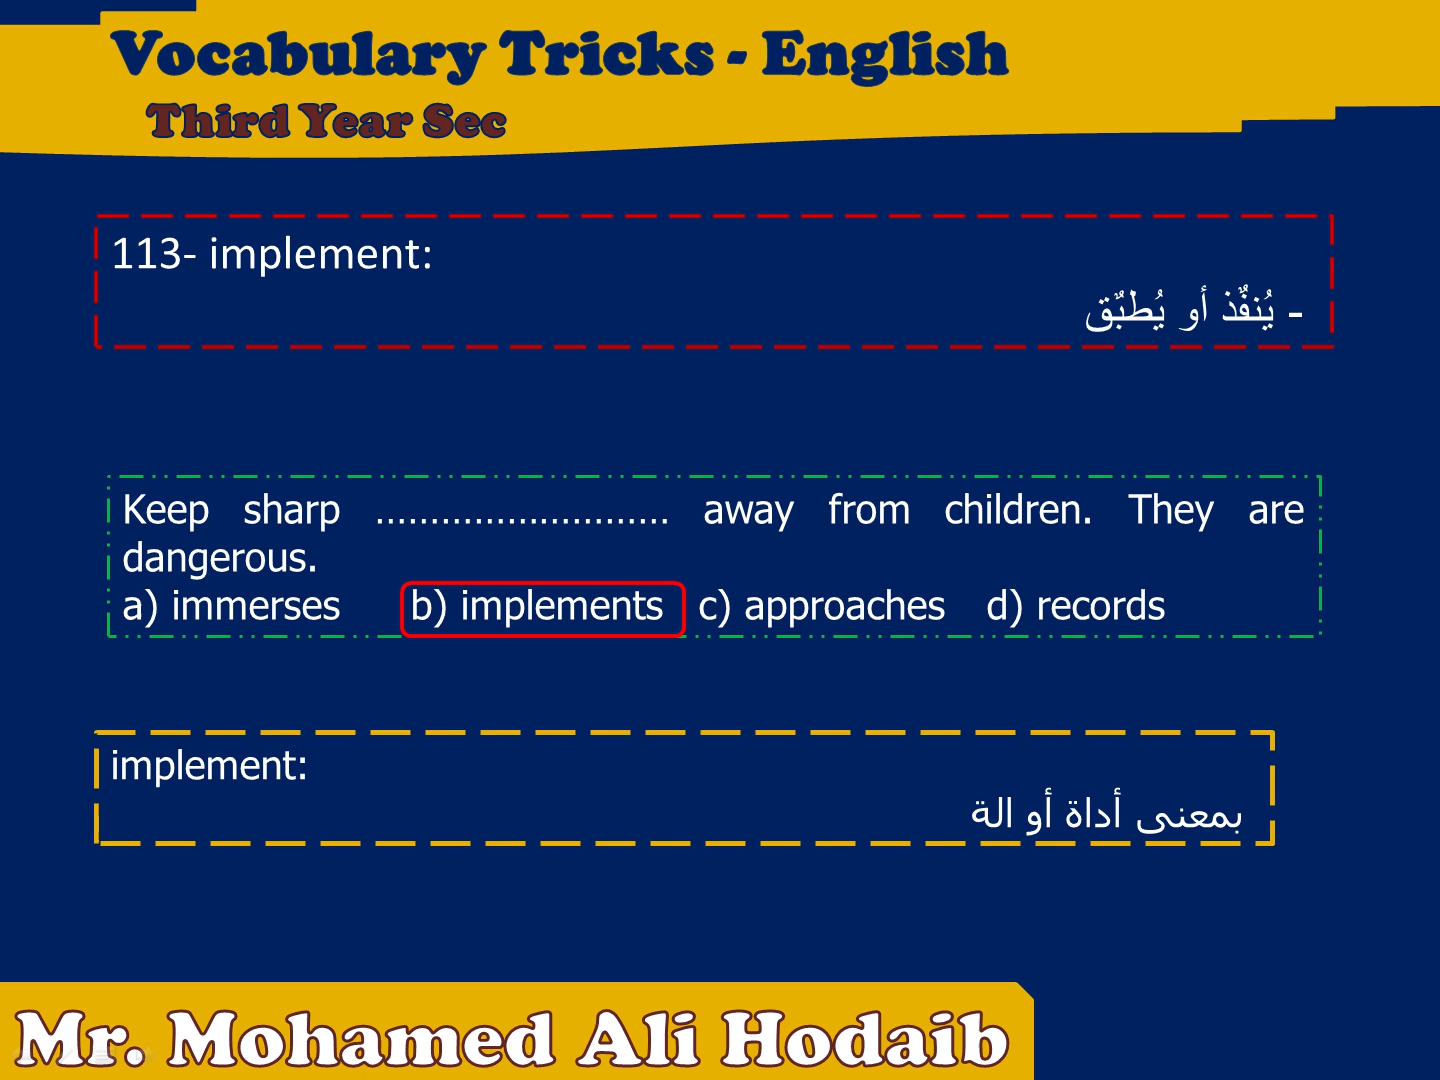 Vocabulary Tricks - English
Third Year Sec
113- implement:
- يُنفٌذ أو يُطبٌق
Keep sharp ……………………… away from children. They are
dangerous.
a) immerses b) implements c) approaches d) records
implement:
بمعنى أداة أو الة
Mr. Mohamed Ali Hodaib